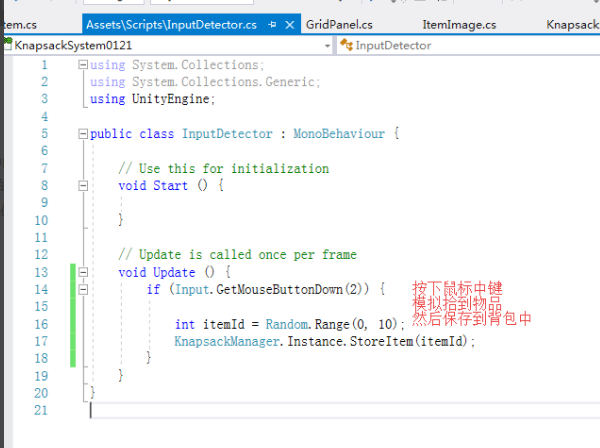 tem.cs
Assets\Scripts\InputDetector.cs
GridPanel.cs
ItemImage.cs
Knapsack
KnapsackSystem0121
InputDetector
1 using System.Collections;
2 using System.Collections.Generic;
3 using UnityEngine;
4
5 public class InputDetector : MonoBehaviour {
6
7 // Use this for initialization
8 void Start () {
9
10 }
11
12 // Update is called once per frame
13 void Update () {
14 if (Input.GetMouseButtonDown(2)) { 按下鼠标中键
15 模拟拾到物品
16 int itemId = Random.Range(0, 10); 然后保存到背包中
17 KnapsackManager.Instance.StoreItem(itemId);
18 }
19 }
20 }
21